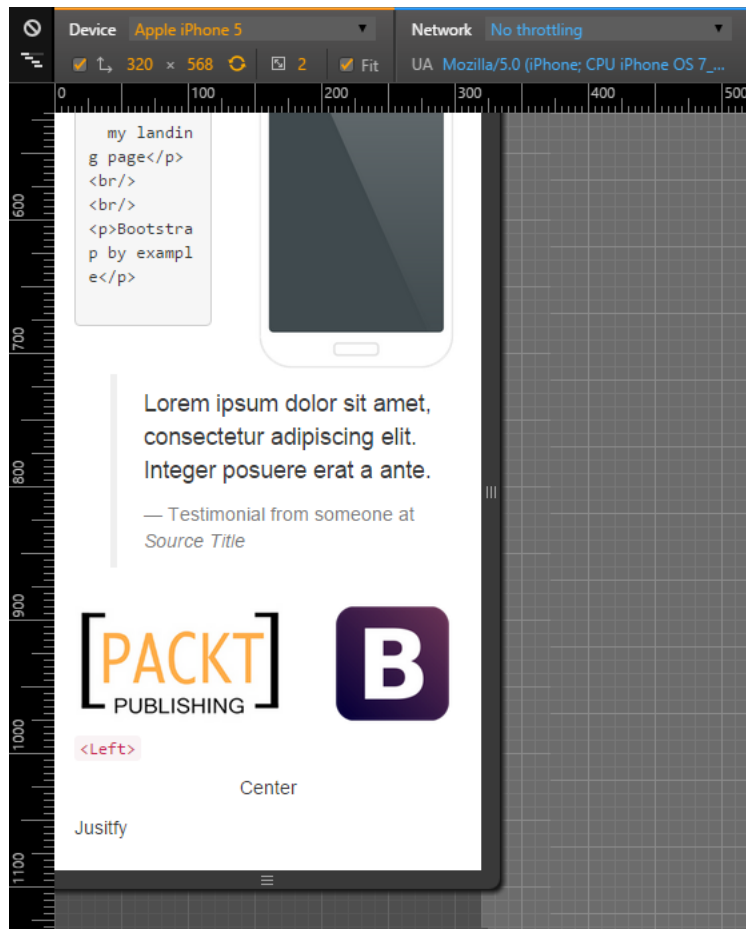 Device Apple iPhone 5 Network No throttling
320 × 568 2 Fit UA Mozilla/5.0 (iPhone; CPU iPhone OS 7_...
0 100 200 300 400 500
my landin
g page</p>
<br/>
<br/>
<p>Bootstra
p by exampl
e</p>
600
700
Lorem ipsum dolor sit amet,
consectetur adipiscing elit.
Integer posuere erat a ante.
800
— Testimonial from someone at
Source Title
900
PACKT
PUBLISHING
B
1000
<Left>
Center
Jusitfy
1100